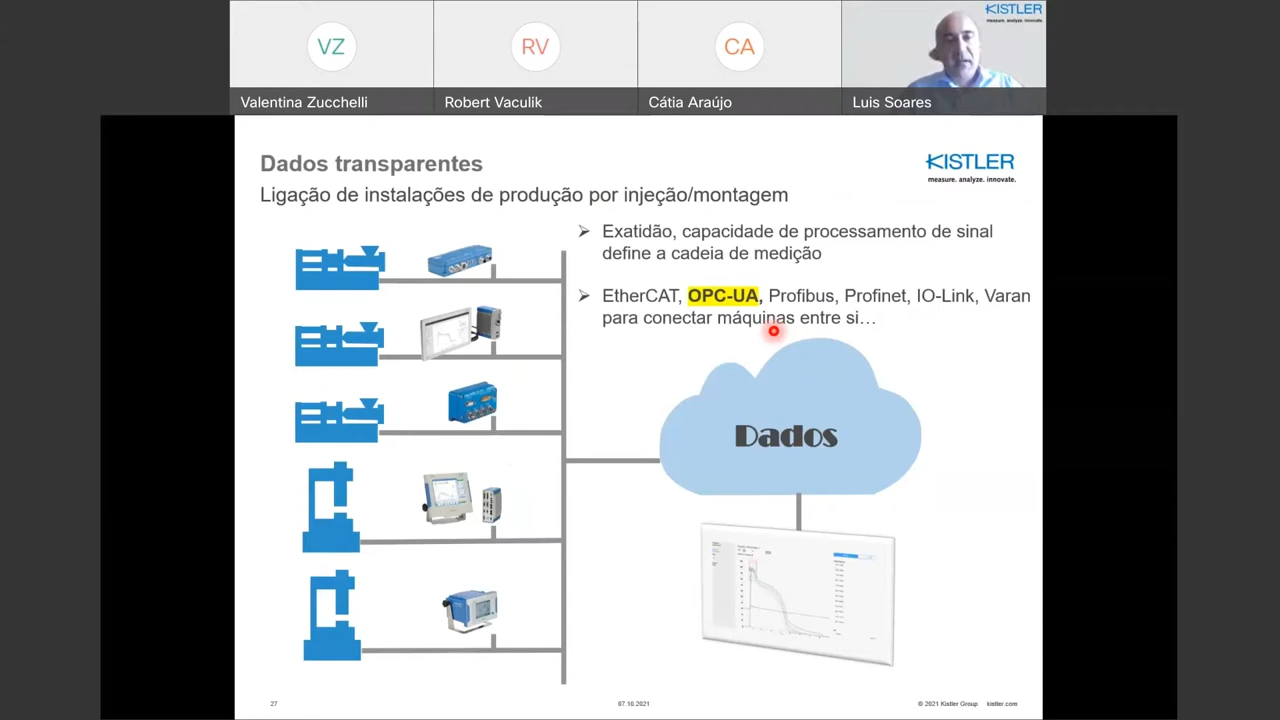 VZ
RV
CA
KISTLER
measure. analyze. innovate.
Valentina Zucchelli
Robert Vaculik
Cátia Araújo
Luis Soares
Dados transparentes
KISTLER
measure. analyze. innovate.
Ligação de instalações de produção por injeção/montagem
➢ Exatidão, capacidade de processamento de sinal
define a cadeia de medição
➢ EtherCAT, OPC-UA, Profibus, Profinet, IO-Link, Varan
para conectar máquinas entre si…
Dados
27
07.10.2021
© 2021 Kistler Group
kistler.com